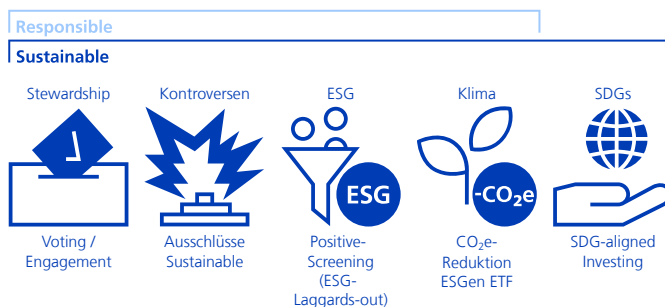 Responsible
Sustainable
Stewardship
Kontroversen
ESG
Klima
SDGs
ESG
-CO₂e
Voting /
Engagement
Ausschlüsse
Sustainable
Positive-
Screening
(ESG-
Laggards-out)
CO₂e-
Reduktion
ESGen ETF
SDG-aligned
Investing